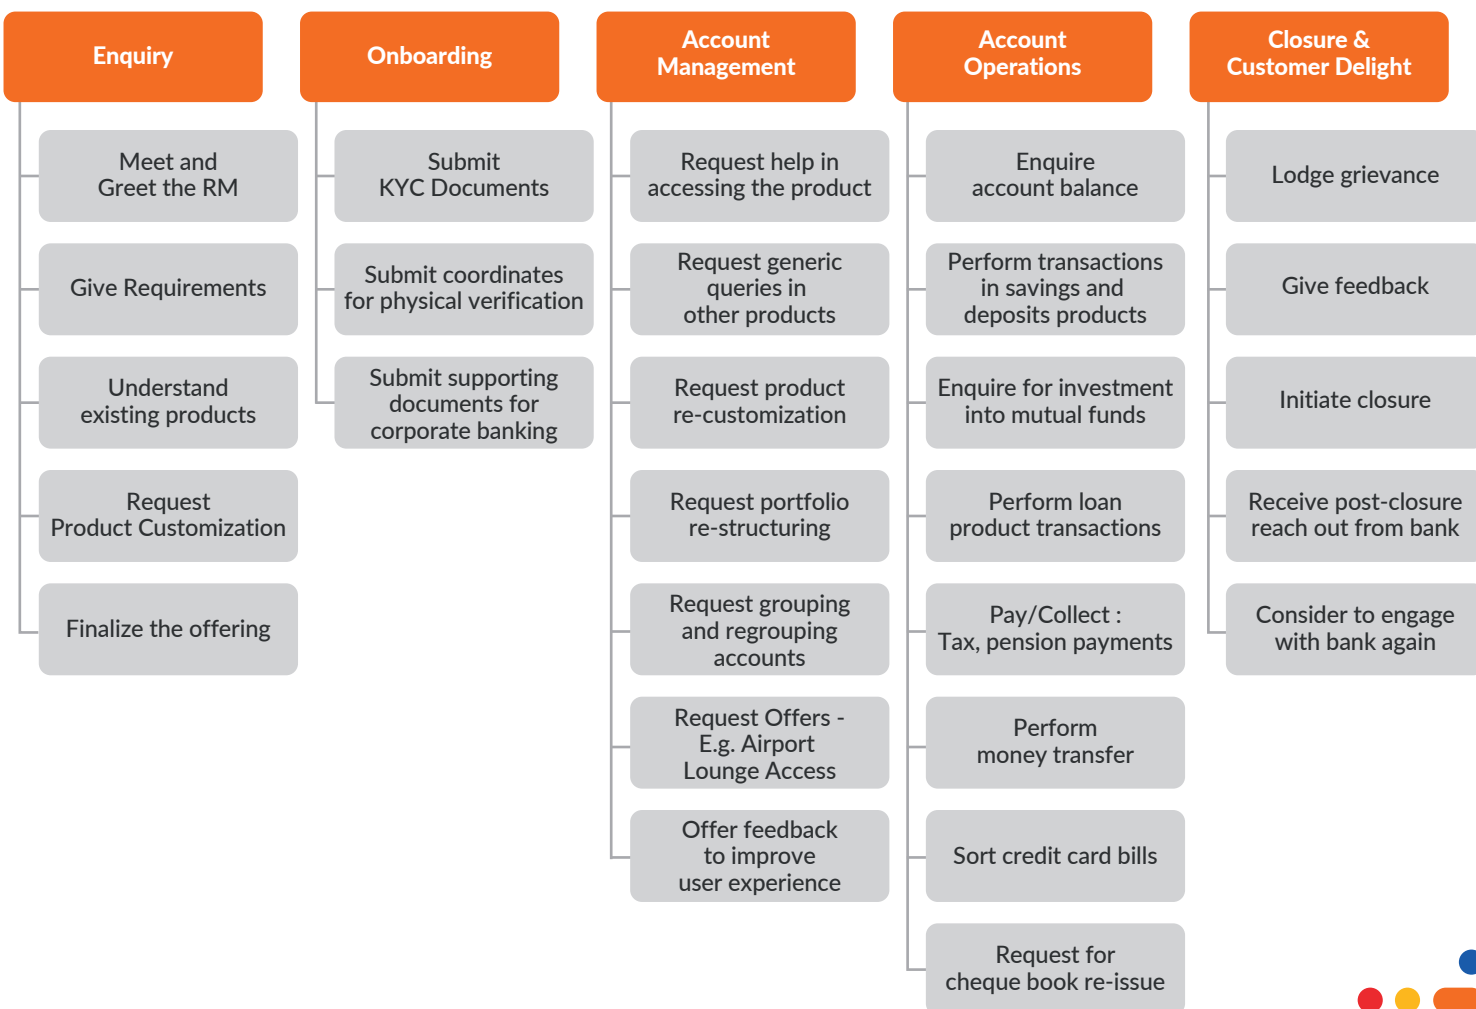 Enquiry
Meet and
Greet the RM
Give Requirements
Understand
existing products
Request
Product Customization
Finalize the offering
Onboarding
Submit
KYC Documents
Submit coordinates
for physical verification
Submit supporting
documents for
corporate banking
Account
Management
Request help in
accessing the product
Request generic
queries in
other products
Request product
re-customization
Request portfolio
re-structuring
Request grouping
and regrouping
accounts
Request Offers -
E.g. Airport
Lounge Access
Offer feedback
to improve
user experience
Account
Operations
Enquire
account balance
Perform transactions
in savings and
deposits products
Enquire for investment
into mutual funds
Perform loan
product transactions
Pay/Collect :
Tax, pension payments
Perform
money transfer
Sort credit card bills
Request for
cheque book re-issue
Closure &
Customer Delight
Lodge grievance
Give feedback
Initiate closure
Receive post-closure
reach out from bank
Consider to engage
with bank again